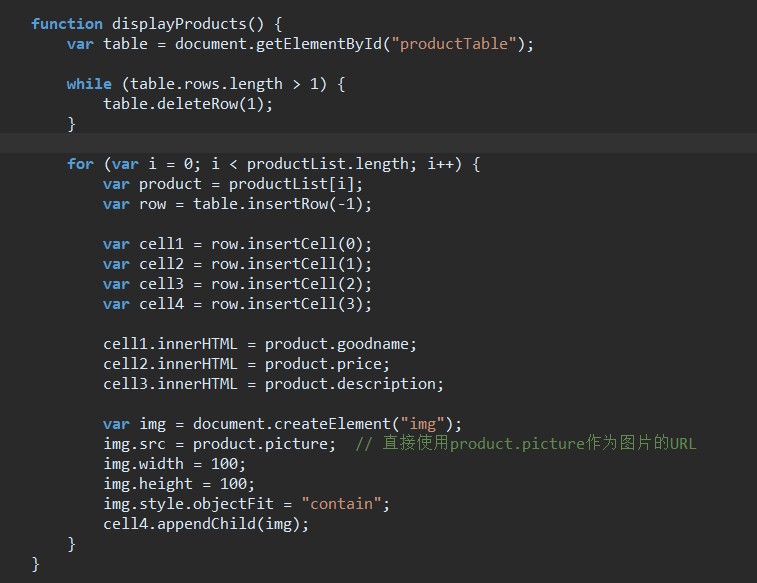 function displayProducts() {
    var table = document.getElementById("productTable");
    while (table.rows.length > 1) {
        table.deleteRow(1);
    }
    for (var i = 0; i < productList.length; i++) {
        var product = productList[i];
        var row = table.insertRow(-1);
        var cell1 = row.insertCell(0);
        var cell2 = row.insertCell(1);
        var cell3 = row.insertCell(2);
        var cell4 = row.insertCell(3);
        cell1.innerHTML = product.goodname;
        cell2.innerHTML = product.price;
        cell3.innerHTML = product.description;
        var img = document.createElement("img");
        img.src = product.picture;  // 直接使用product.picture作为图片的URL
        img.width = 100;
        img.height = 100;
        img.style.objectFit = "contain";
        cell4.appendChild(img);
    }
}